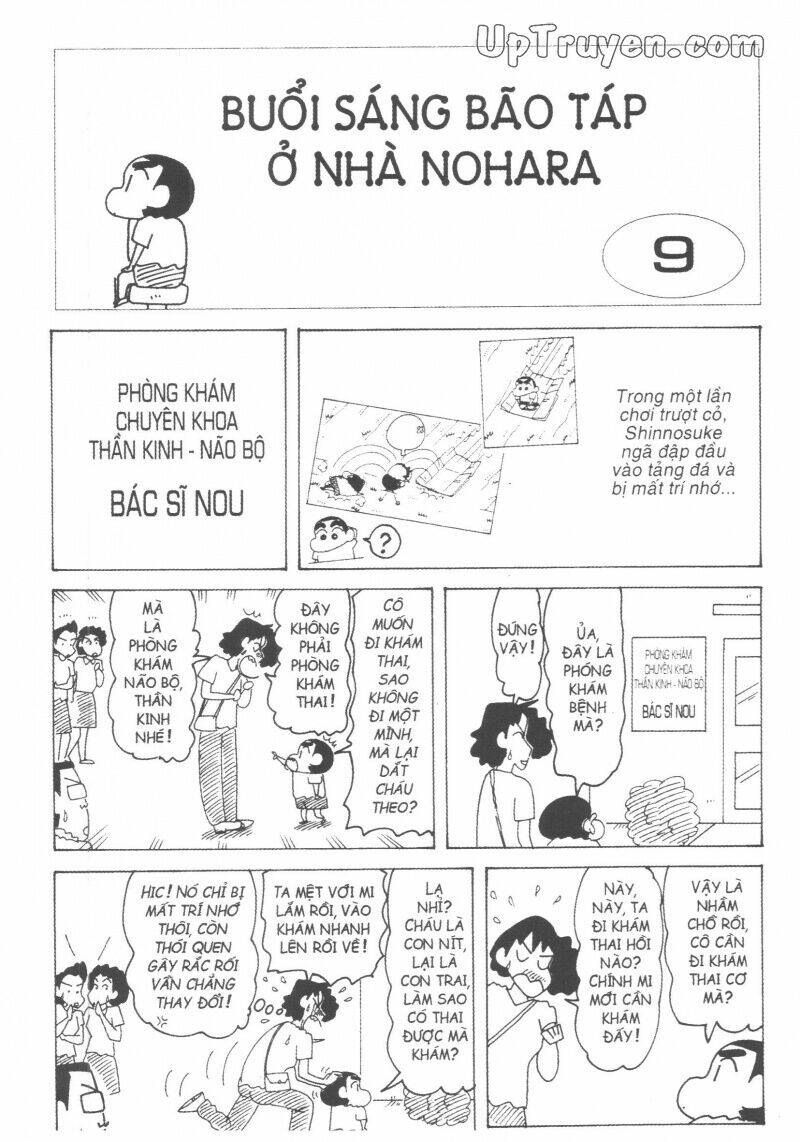 UpTruyen.com
BUỔI SÁNG BÃO TÁP
Ở NHÀ NOHARA
9
Trong một lần
chơi trượt cỏ,
Shinnosuke
ngã đập đầu
vào tảng đá và
bị mất trí nhớ...
?
PHÒNG KHÁM
CHUYÊN KHOA
THẦN KINH - NÃO BỘ
BÁC SĨ NOU
PHÒNG KHÁM
CHUYÊN KHOA
THẦN KINH - NÃO BỘ
BÁC SĨ NOU
ỦA,
ĐÂY LÀ
PHÒNG
KHÁM
BỆNH
MÀ?
ĐÚNG
VẬY!
CÔ
MUỐN
ĐI KHÁM
THAI,
SAO
KHÔNG
ĐI MỘT
MÌNH,
MÀ LẠI
DẮT
CHÁU
THEO?
ĐÂY
KHÔNG
PHẢI
PHÒNG
KHÁM
THAI!
MÀ
LÀ
PHÒNG
KHÁM
NÃO BỘ,
THẦN
KINH
NHÉ!
VẬY LÀ
NHẦM
CHỖ RỒI,
CÔ CẦN
ĐI KHÁM
THAI CƠ
MÀ?
NÀY,
NÀY, TA
ĐI KHÁM
THAI HỒI
NÀO?
CHÍNH MI
MỚI CẦN
KHÁM
ĐẤY!
LẠ
NHỈ?
CHÁU LÀ
CON NÍT,
LẠI LÀ
CON TRAI,
LÀM SAO
CÓ THAI
ĐƯỢC MÀ
KHÁM?
TA MỆT VỚI MI
LẮM RỒI, VÀO
KHÁM NHANH
LÊN RỒI VỀ!
HIC! NÓ CHỈ BỊ
MẤT TRÍ NHỚ
THÔI, CÒN
THÓI QUEN
GÂY RẮC RỐI
VẪN CHẲNG
THAY ĐỔI!